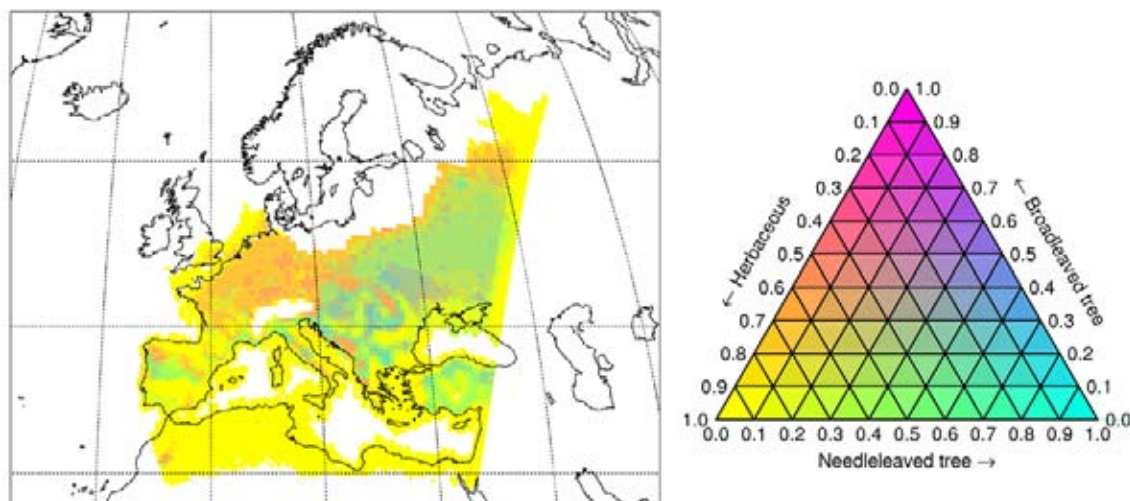 0.0 1.0
0.1 0.9
0.2 0.8
0.3 0.7
0.4 0.6
0.5 0.5
0.6 0.4
0.7 0.3
0.8 0.2
0.9 0.1
1.0 0.0
0.0 0.1 0.2 0.3 0.4 0.5 0.6 0.7 0.8 0.9 1.0
← Herbaceous
← Broadleaved tree
Needleleaved tree →